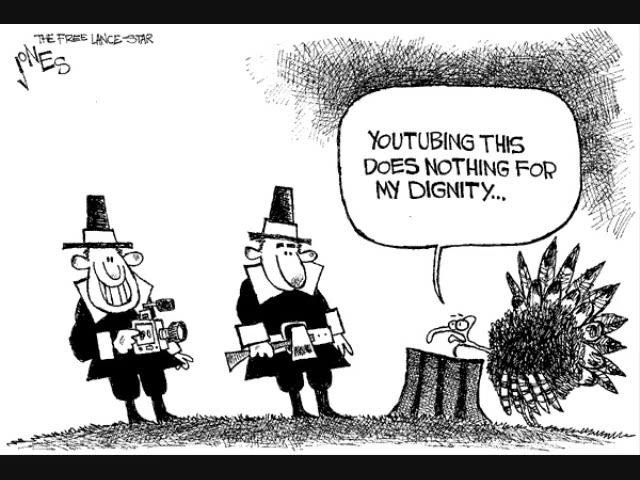 THE FREE LANCE-STAR
JONES
YOUTUBING THIS
DOES NOTHING FOR
MY DIGNITY...